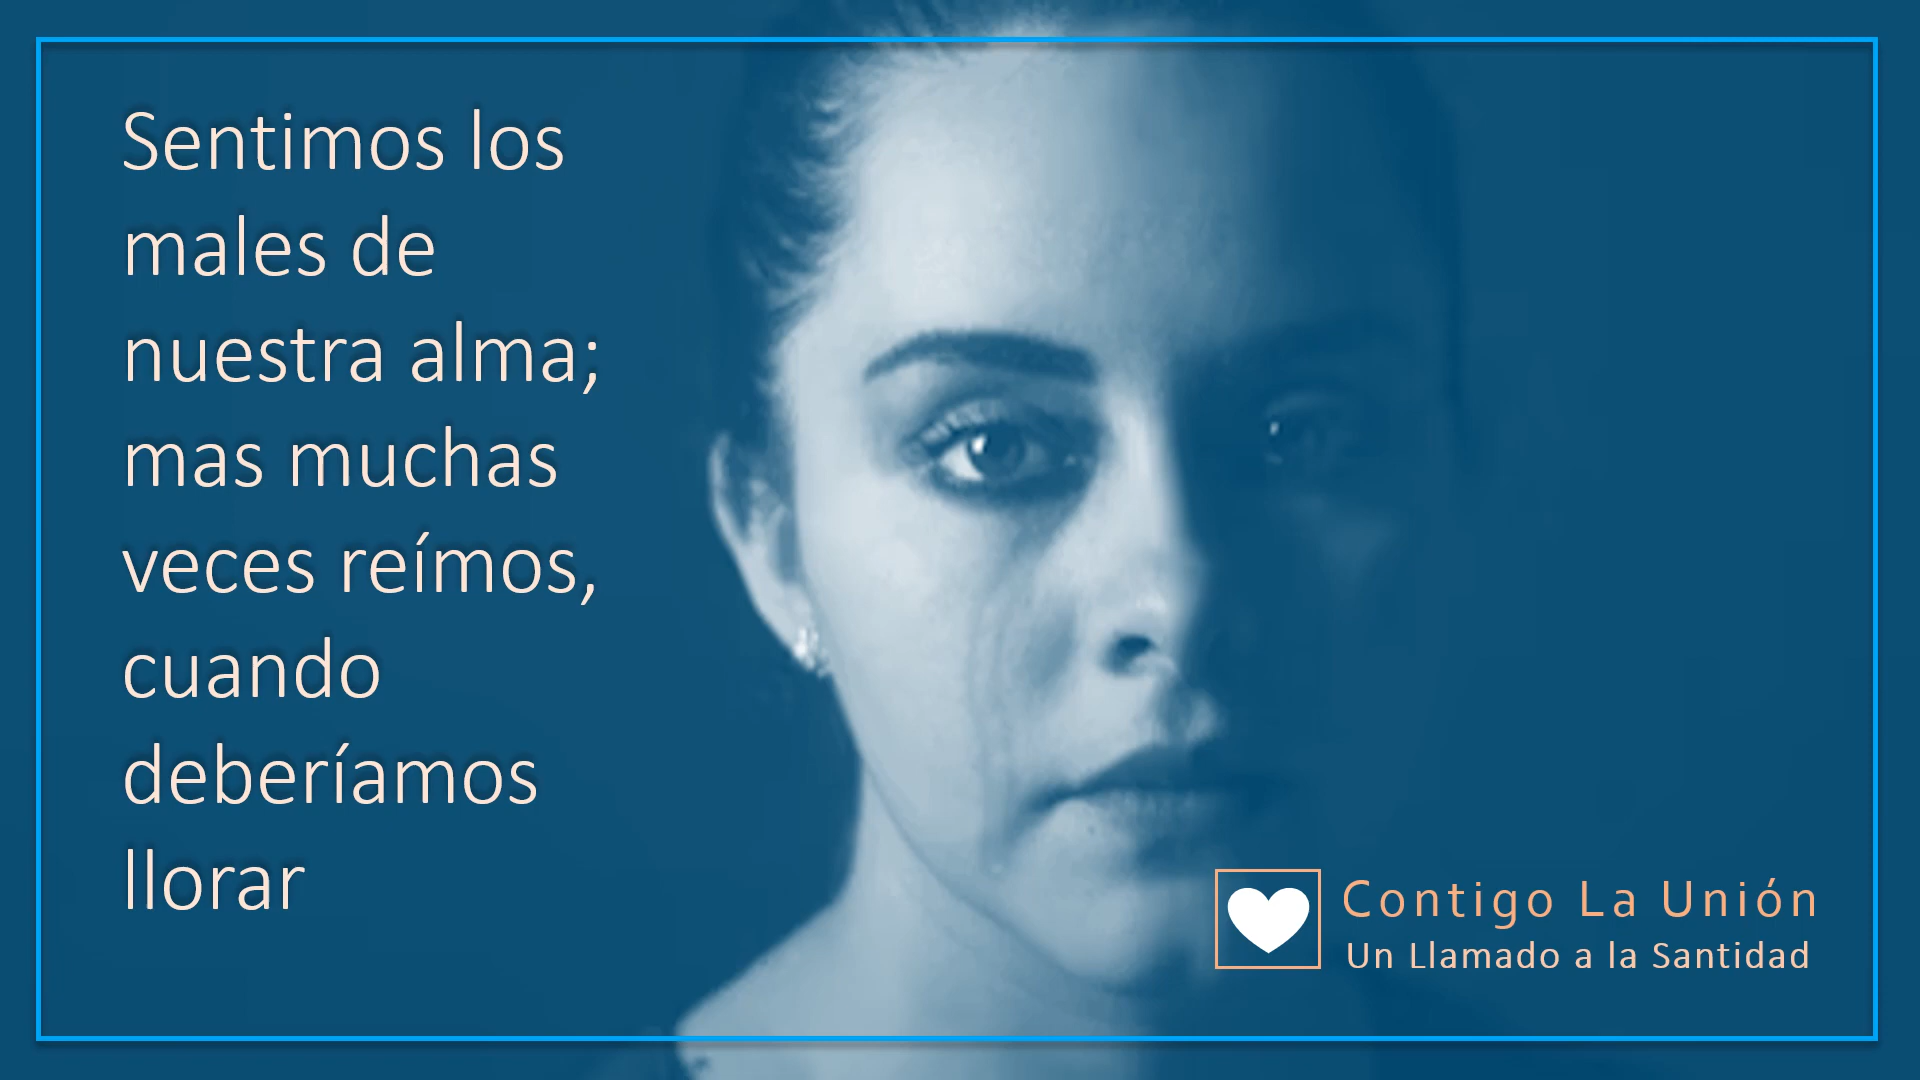 Sentimos los
males de
nuestra alma;
mas muchas
veces reímos,
cuando
deberíamos
llorar
Contigo La Unión
Un Llamado a la Santidad